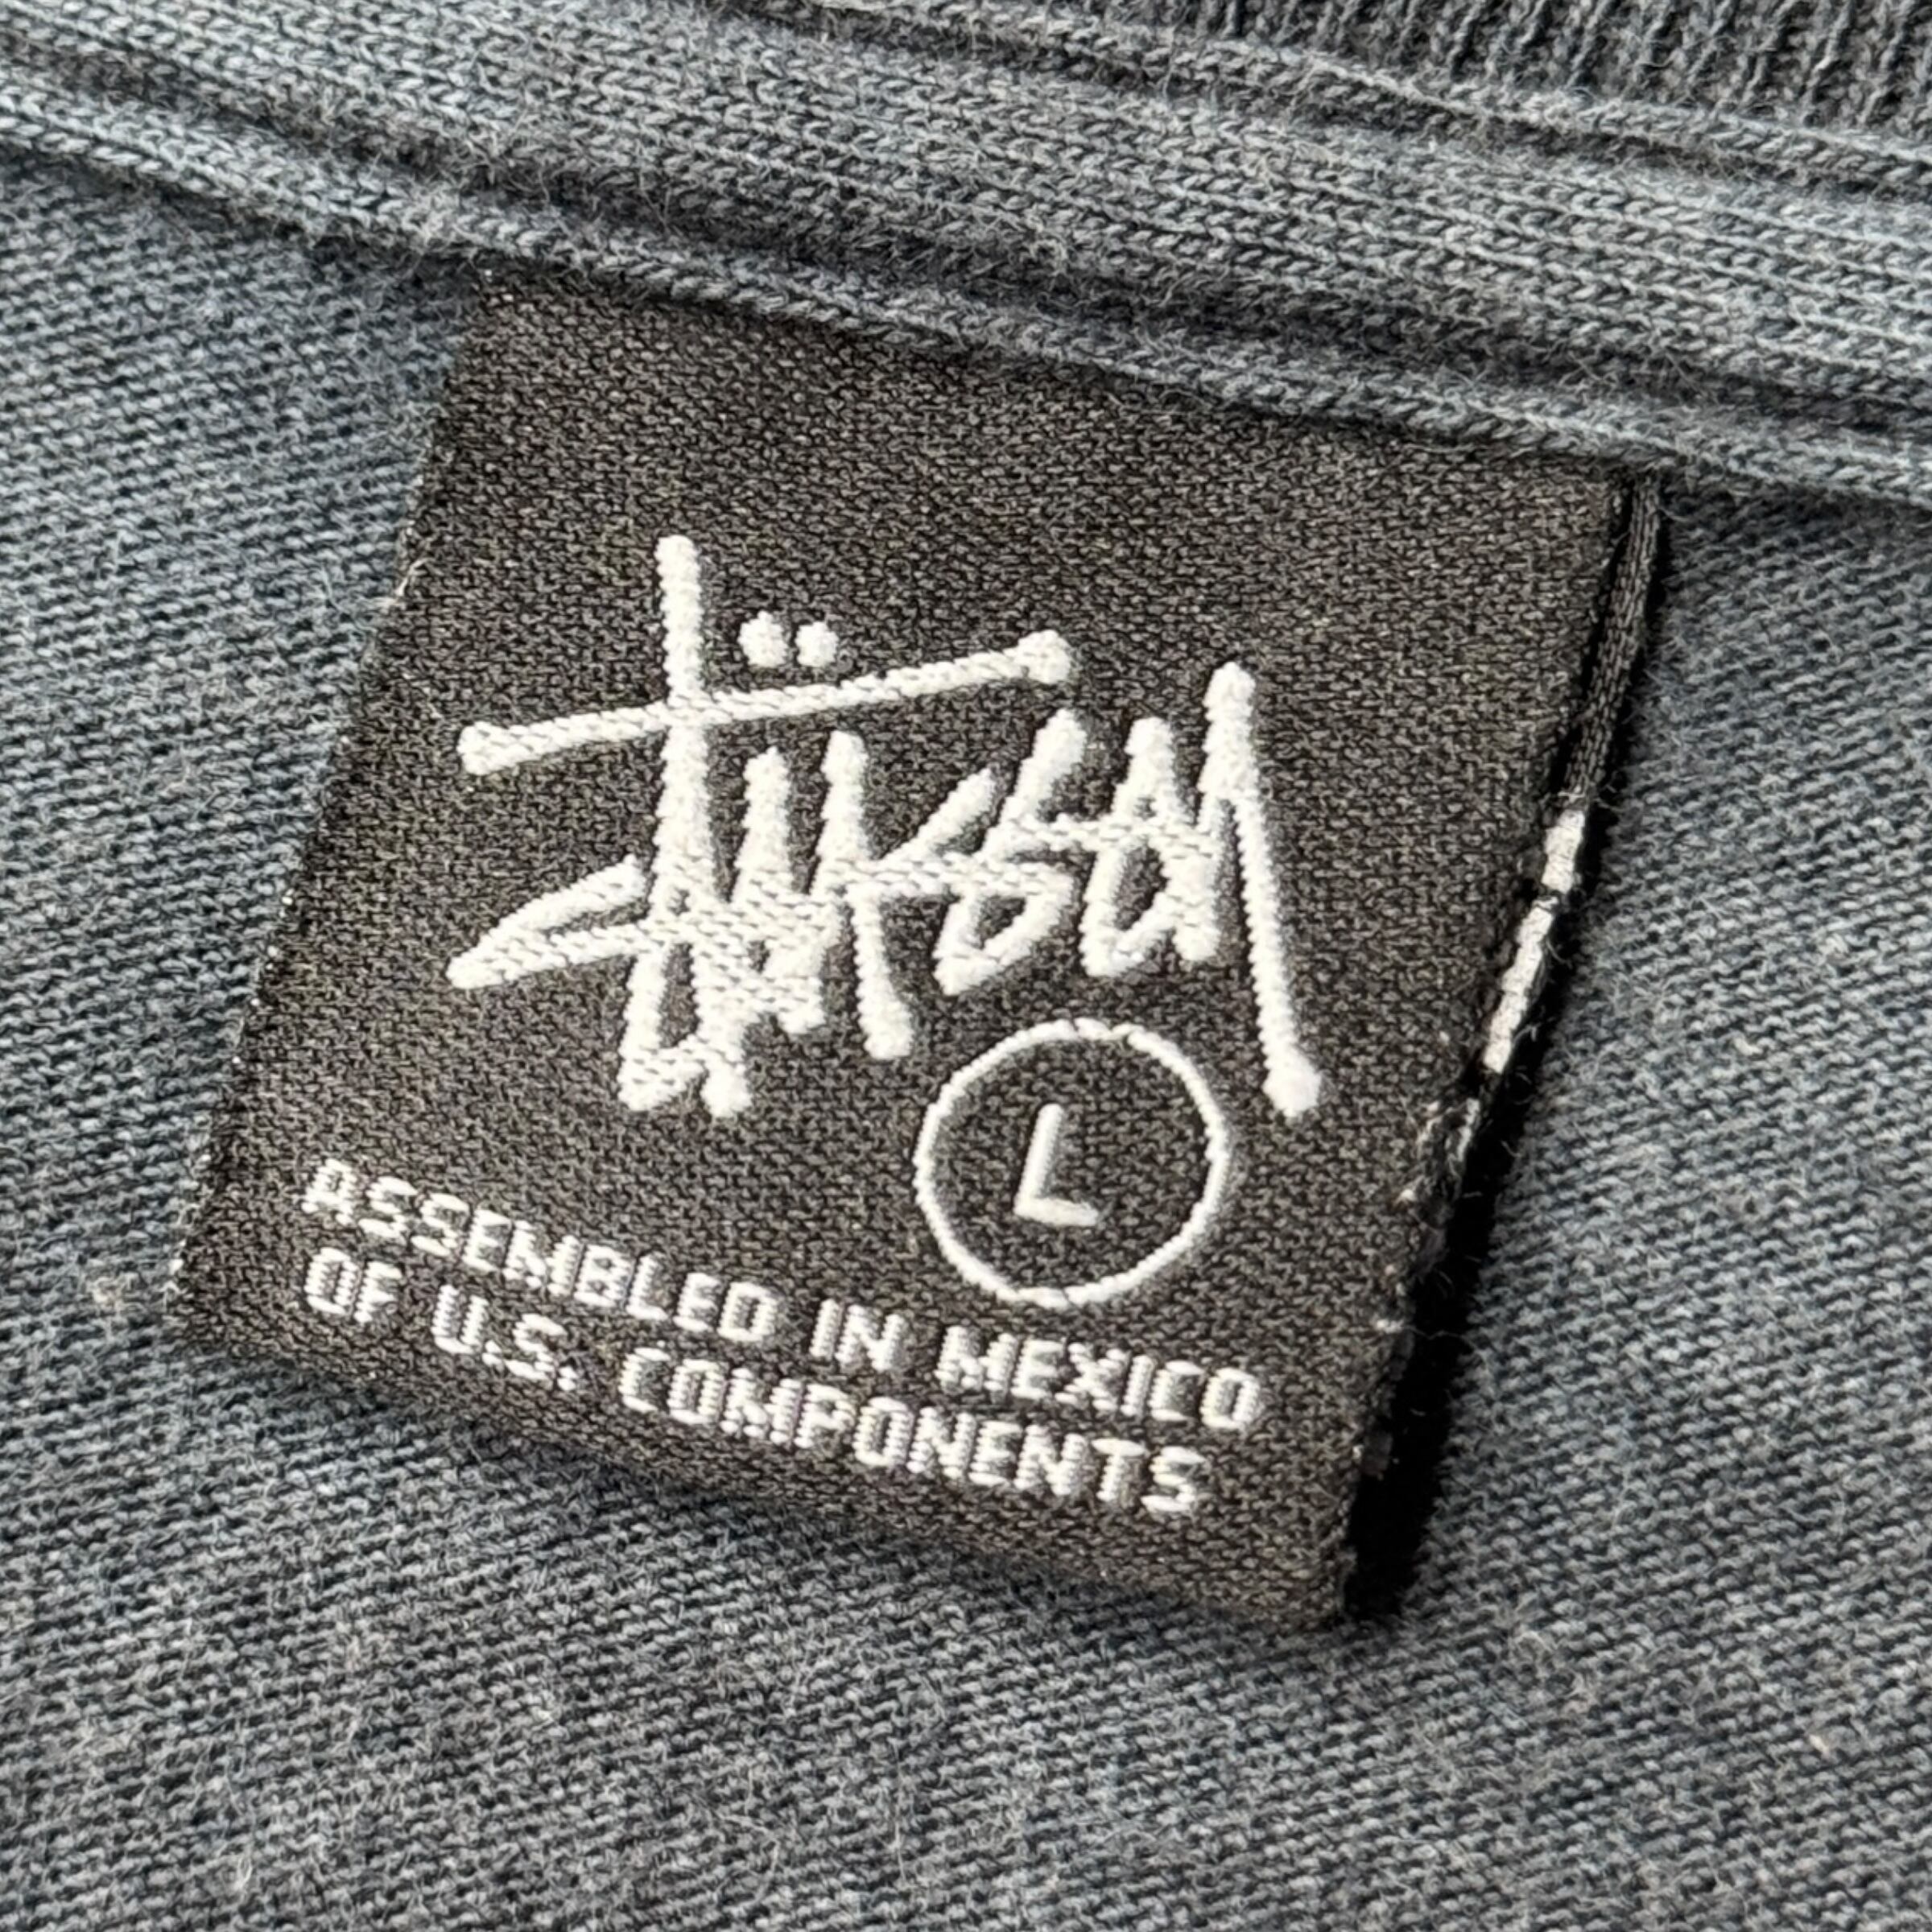 Stüssy
L
ASSEMBLED IN MEXICO
OF U.S. COMPONENTS